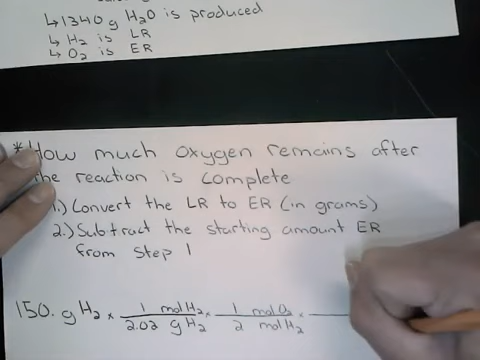 ↳1340 g H2O is produced
↳ H2 is LR
↳ O2 is ER
*How much oxygen remains after
the reaction is complete
1.) Convert the LR to ER (in grams)
2.) Subtract the starting amount ER
from Step 1
150. g H2 × 1 mol H2 / 2.02 g H2 × 1 mol O2 / 2 mol H2 ×